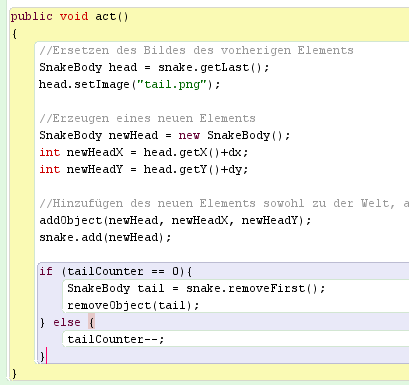 public void act()
{
//Ersetzen des Bildes des vorherigen Elements
SnakeBody head = snake.getLast();
head.setImage("tail.png");
//Erzeugen eines neuen Elements
SnakeBody newHead = new SnakeBody();
int newHeadX = head.getX()+dx;
int newHeadY = head.getY()+dy;
//Hinzufügen des neuen Elements sowohl zu der Welt, a
addObject(newHead, newHeadX, newHeadY);
snake.add(newHead);
if (tailCounter == 0){
SnakeBody tail = snake.removeFirst();
removeObject(tail);
} else {
tailCounter--;
}
}